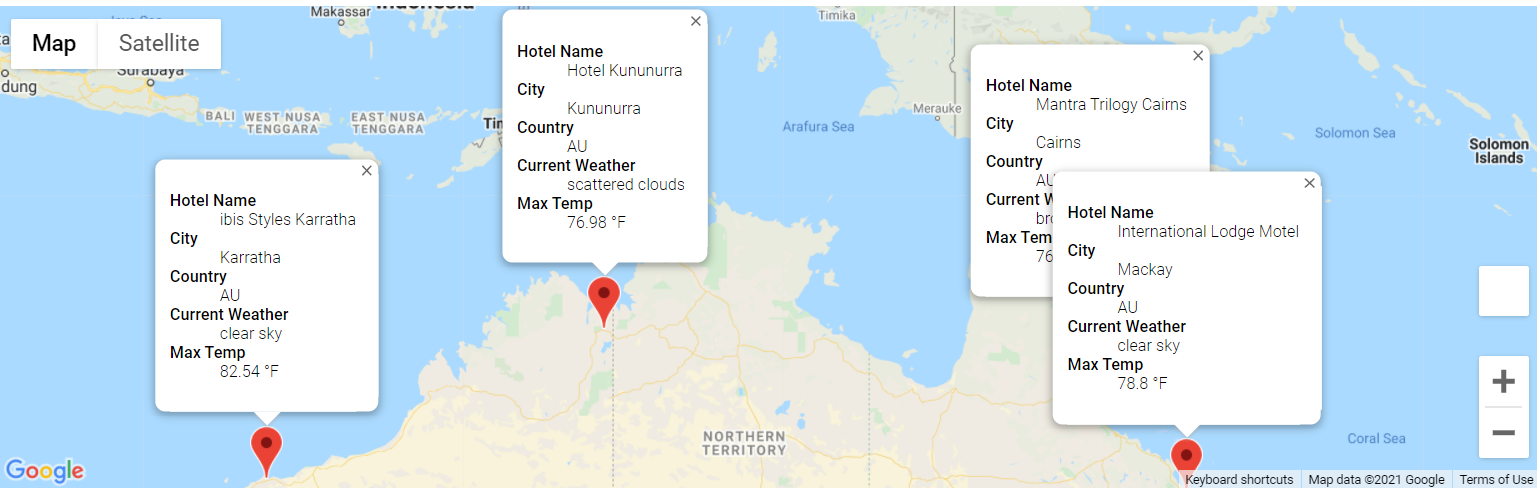 Map
Satellite
Makassar
Indonesia
Timika
Surabaya
dung
BALI
WEST NUSA
TENGGARA
EAST NUSA
TENGGARA
Merauke
Arafura Sea
Solomon Sea
Solomon
Islands
Hotel Name
Hotel Kununurra
City
Kununurra
Country
AU
Current Weather
scattered clouds
Max Temp
76.98 °F
Hotel Name
Mantra Trilogy Cairns
City
Cairns
Country
AU
Current W
bro
Max Tem
76
Hotel Name
ibis Styles Karratha
City
Karratha
Country
AU
Current Weather
clear sky
Max Temp
82.54 °F
Hotel Name
International Lodge Motel
City
Mackay
Country
AU
Current Weather
clear sky
Max Temp
78.8 °F
NORTHERN
TERRITORY
Coral Sea
Google
Keyboard shortcuts
Map data ©2021 Google
Terms of Use